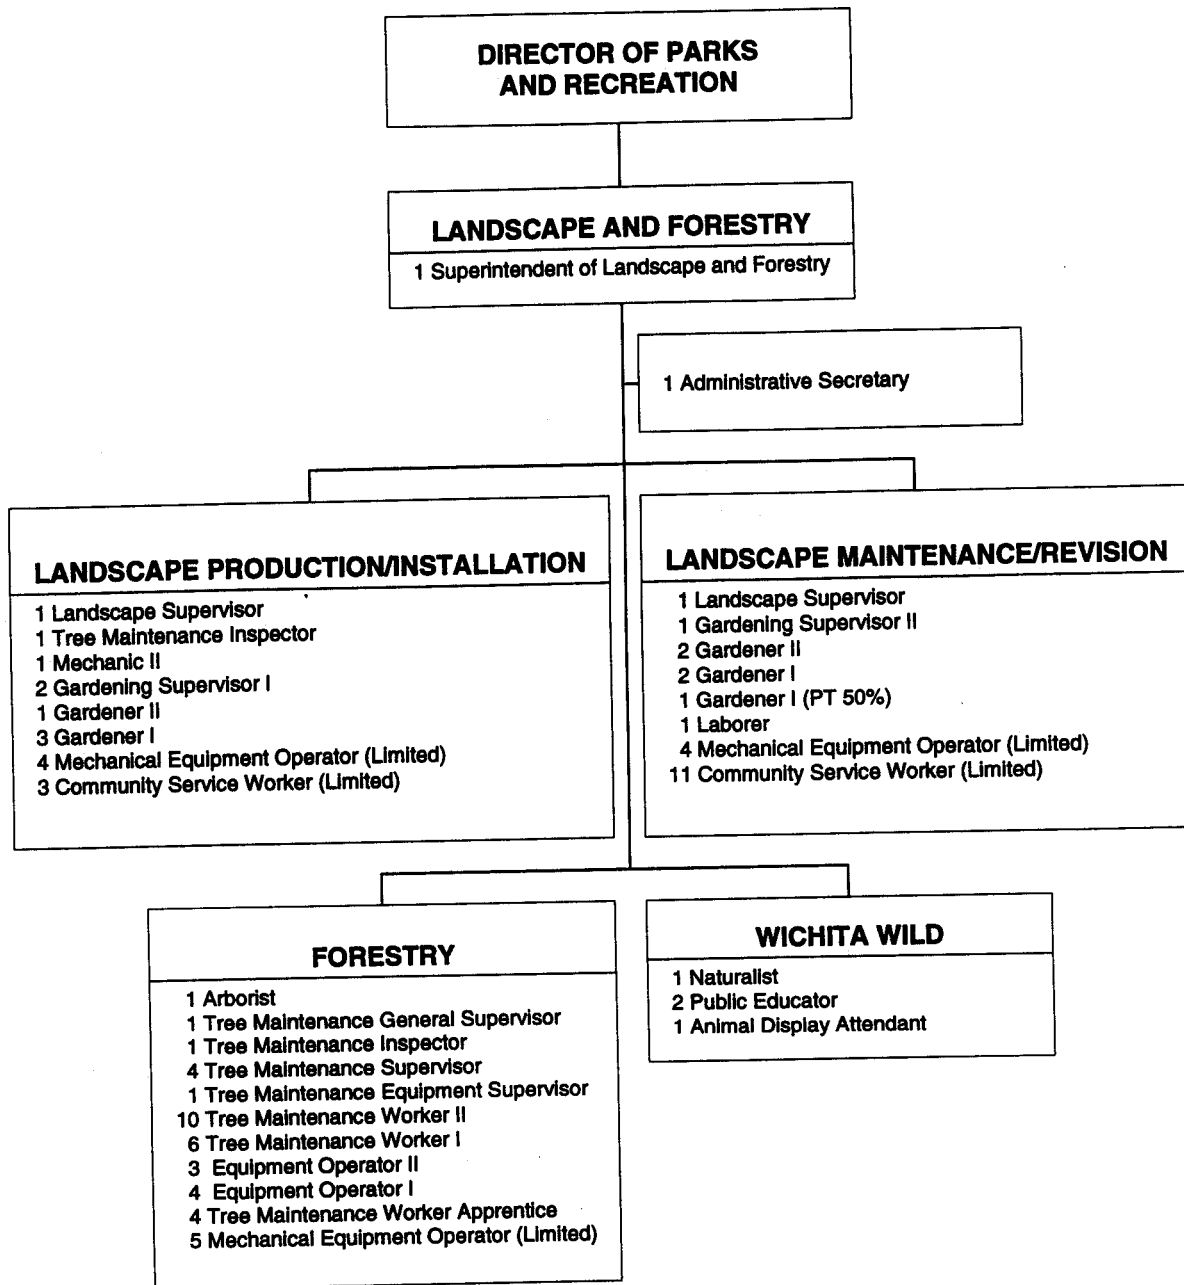 DIRECTOR OF PARKS
AND RECREATION
LANDSCAPE AND FORESTRY
1 Superintendent of Landscape and Forestry
1 Administrative Secretary
LANDSCAPE PRODUCTION/INSTALLATION
1 Landscape Supervisor
1 Tree Maintenance Inspector
1 Mechanic II
2 Gardening Supervisor I
1 Gardener II
3 Gardener I
4 Mechanical Equipment Operator (Limited)
3 Community Service Worker (Limited)
LANDSCAPE MAINTENANCE/REVISION
1 Landscape Supervisor
1 Gardening Supervisor II
2 Gardener II
2 Gardener I
1 Gardener I (PT 50%)
1 Laborer
4 Mechanical Equipment Operator (Limited)
11 Community Service Worker (Limited)
FORESTRY
1 Arborist
1 Tree Maintenance General Supervisor
1 Tree Maintenance Inspector
4 Tree Maintenance Supervisor
1 Tree Maintenance Equipment Supervisor
10 Tree Maintenance Worker II
6 Tree Maintenance Worker I
3 Equipment Operator II
4 Equipment Operator I
4 Tree Maintenance Worker Apprentice
5 Mechanical Equipment Operator (Limited)
WICHITA WILD
1 Naturalist
2 Public Educator
1 Animal Display Attendant